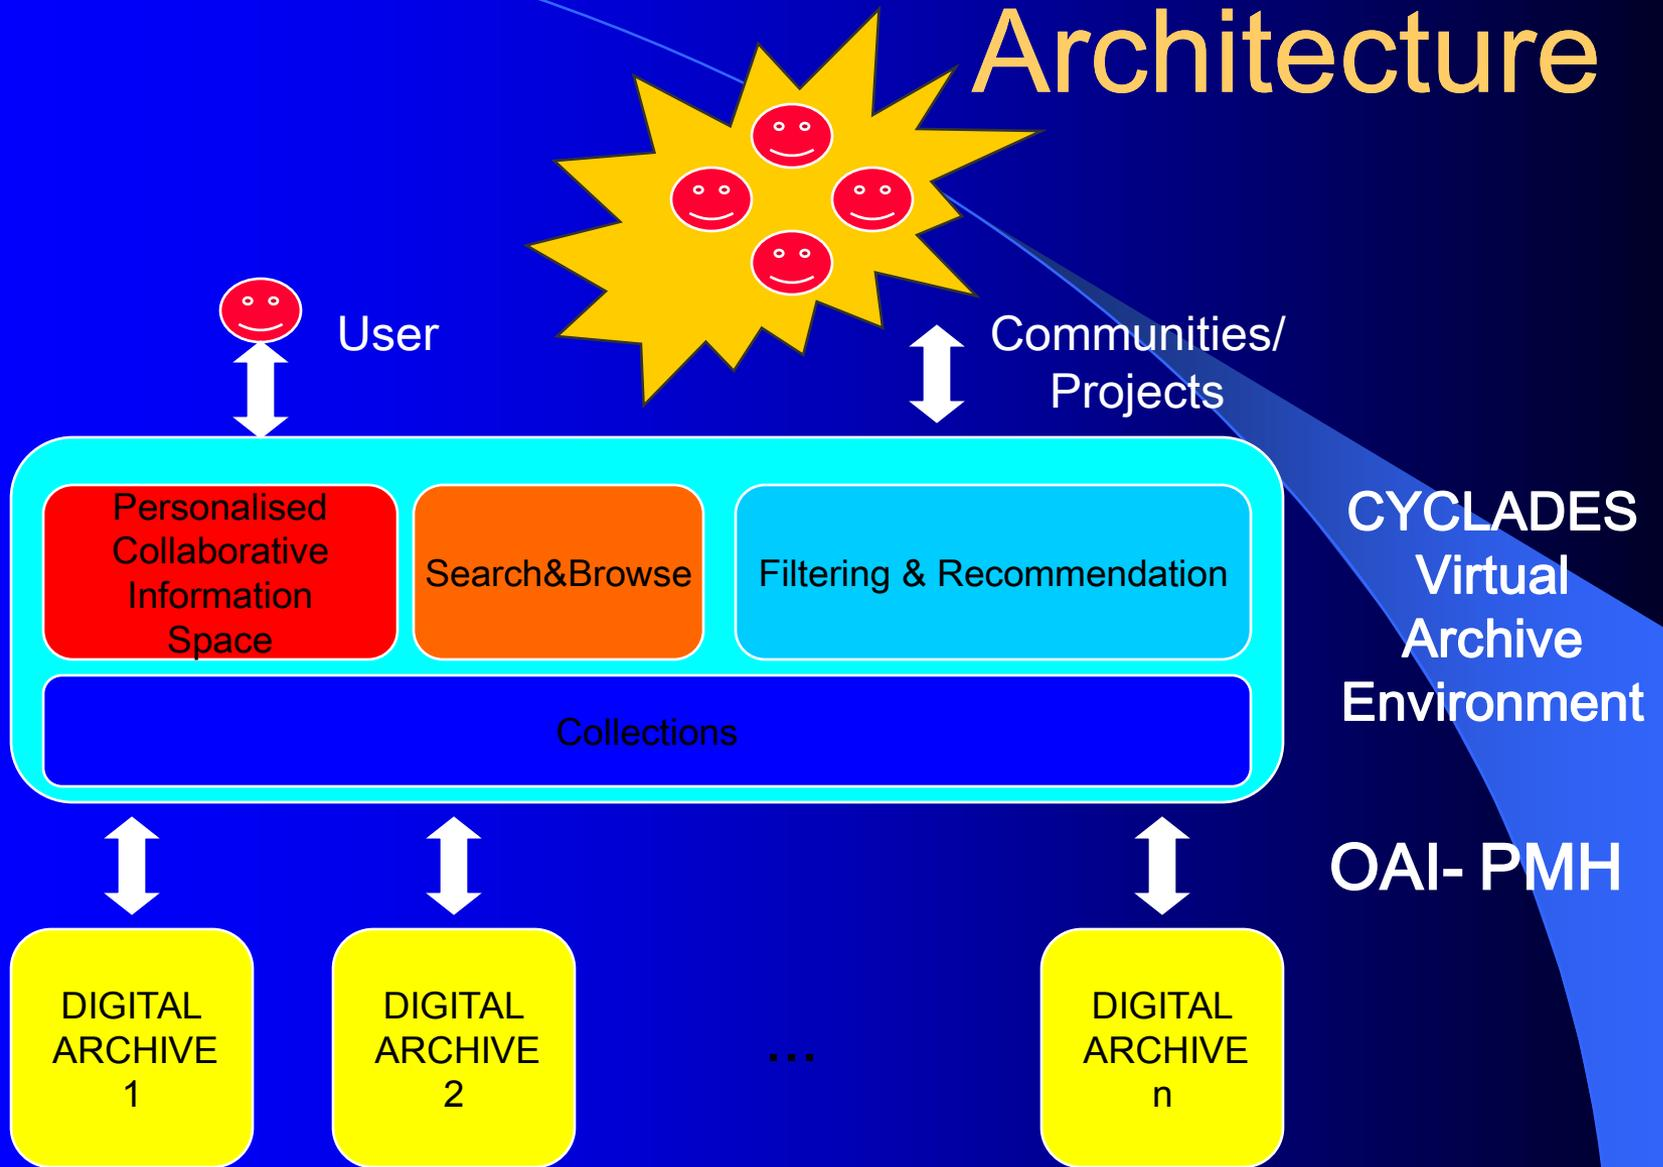 Architecture
User
Communities/
Projects
Personalised
Collaborative
Information
Space
Search&Browse
Filtering & Recommendation
Collections
CYCLADES
Virtual
Archive
Environment
OAI- PMH
DIGITAL
ARCHIVE
1
DIGITAL
ARCHIVE
2
...
DIGITAL
ARCHIVE
n